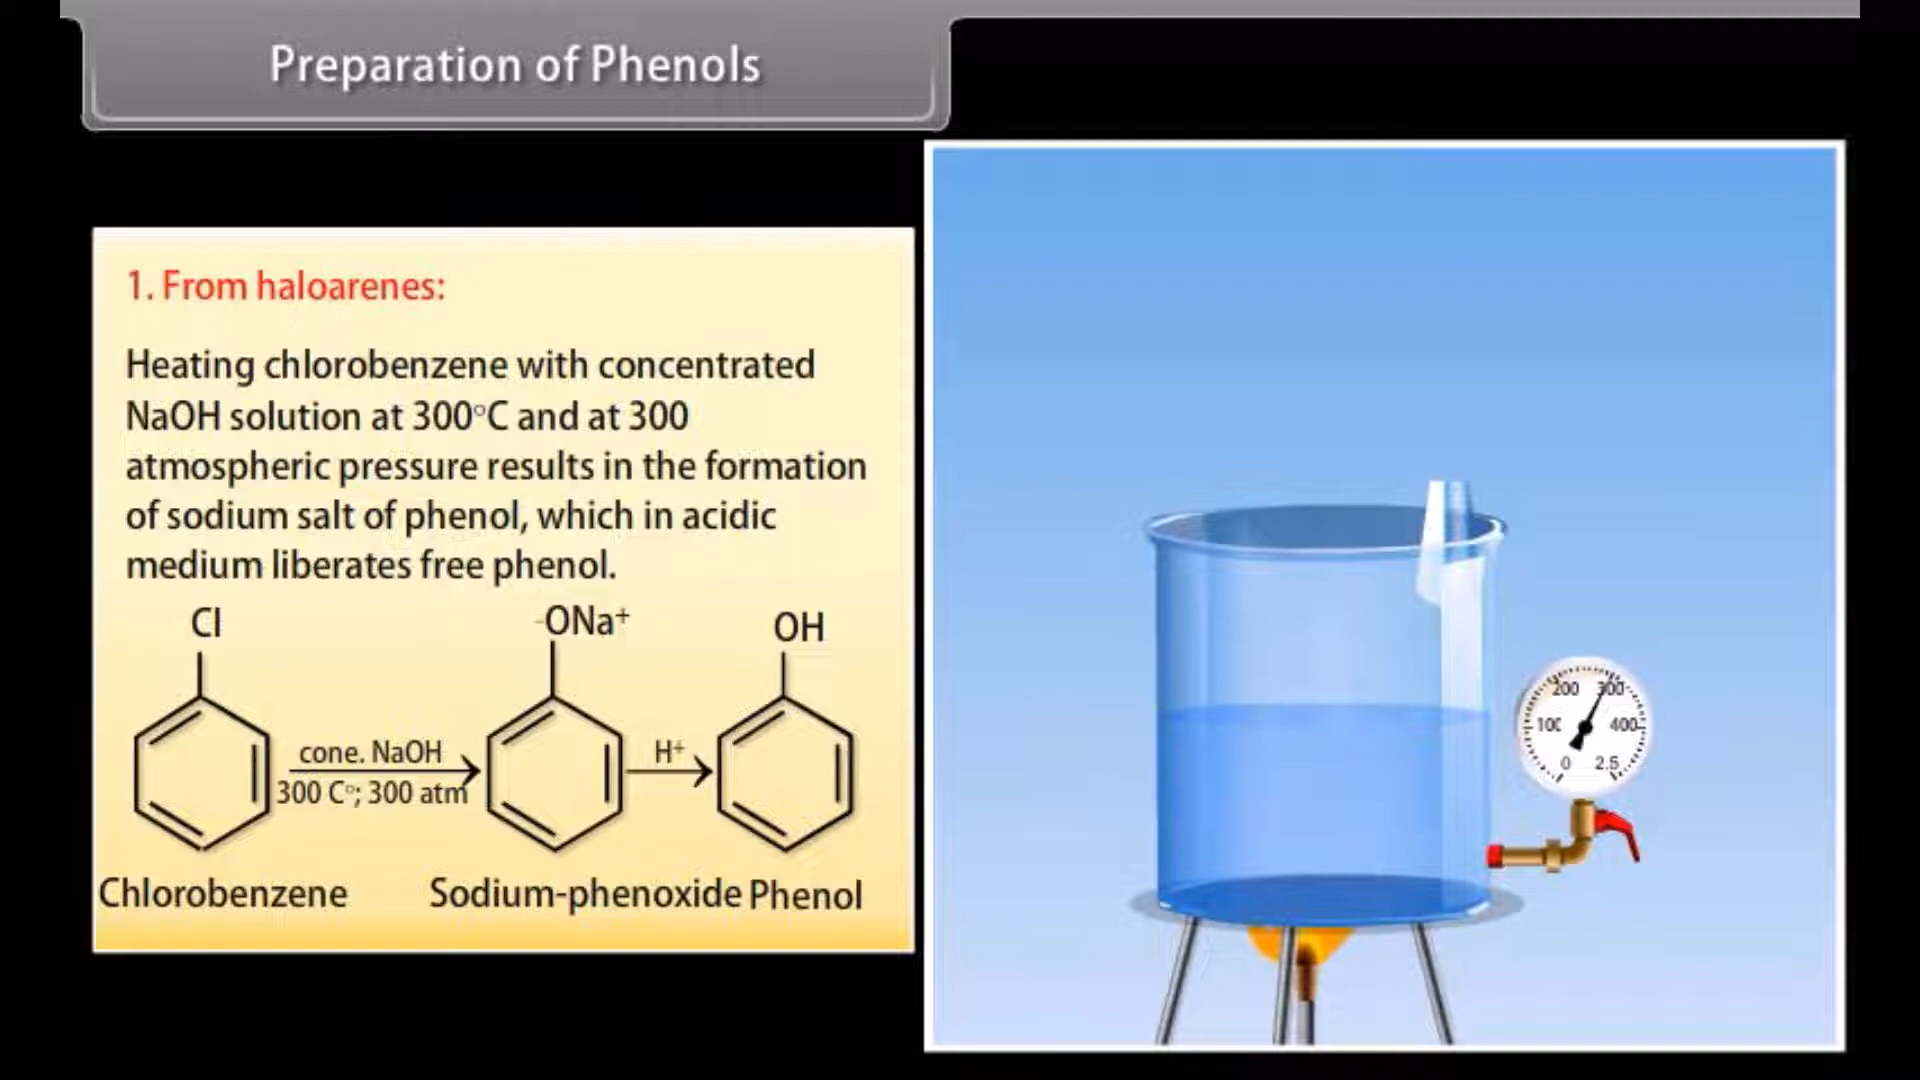 Preparation of Phenols
1. From haloarenes:
Heating chlorobenzene with concentrated
NaOH solution at 300°C and at 300
atmospheric pressure results in the formation
of sodium salt of phenol, which in acidic
medium liberates free phenol.
Cl
-ONa+
OH
cone. NaOH
300 C°; 300 atm
H+
Chlorobenzene
Sodium-phenoxide
Phenol
200 300
100 400
0 2.5